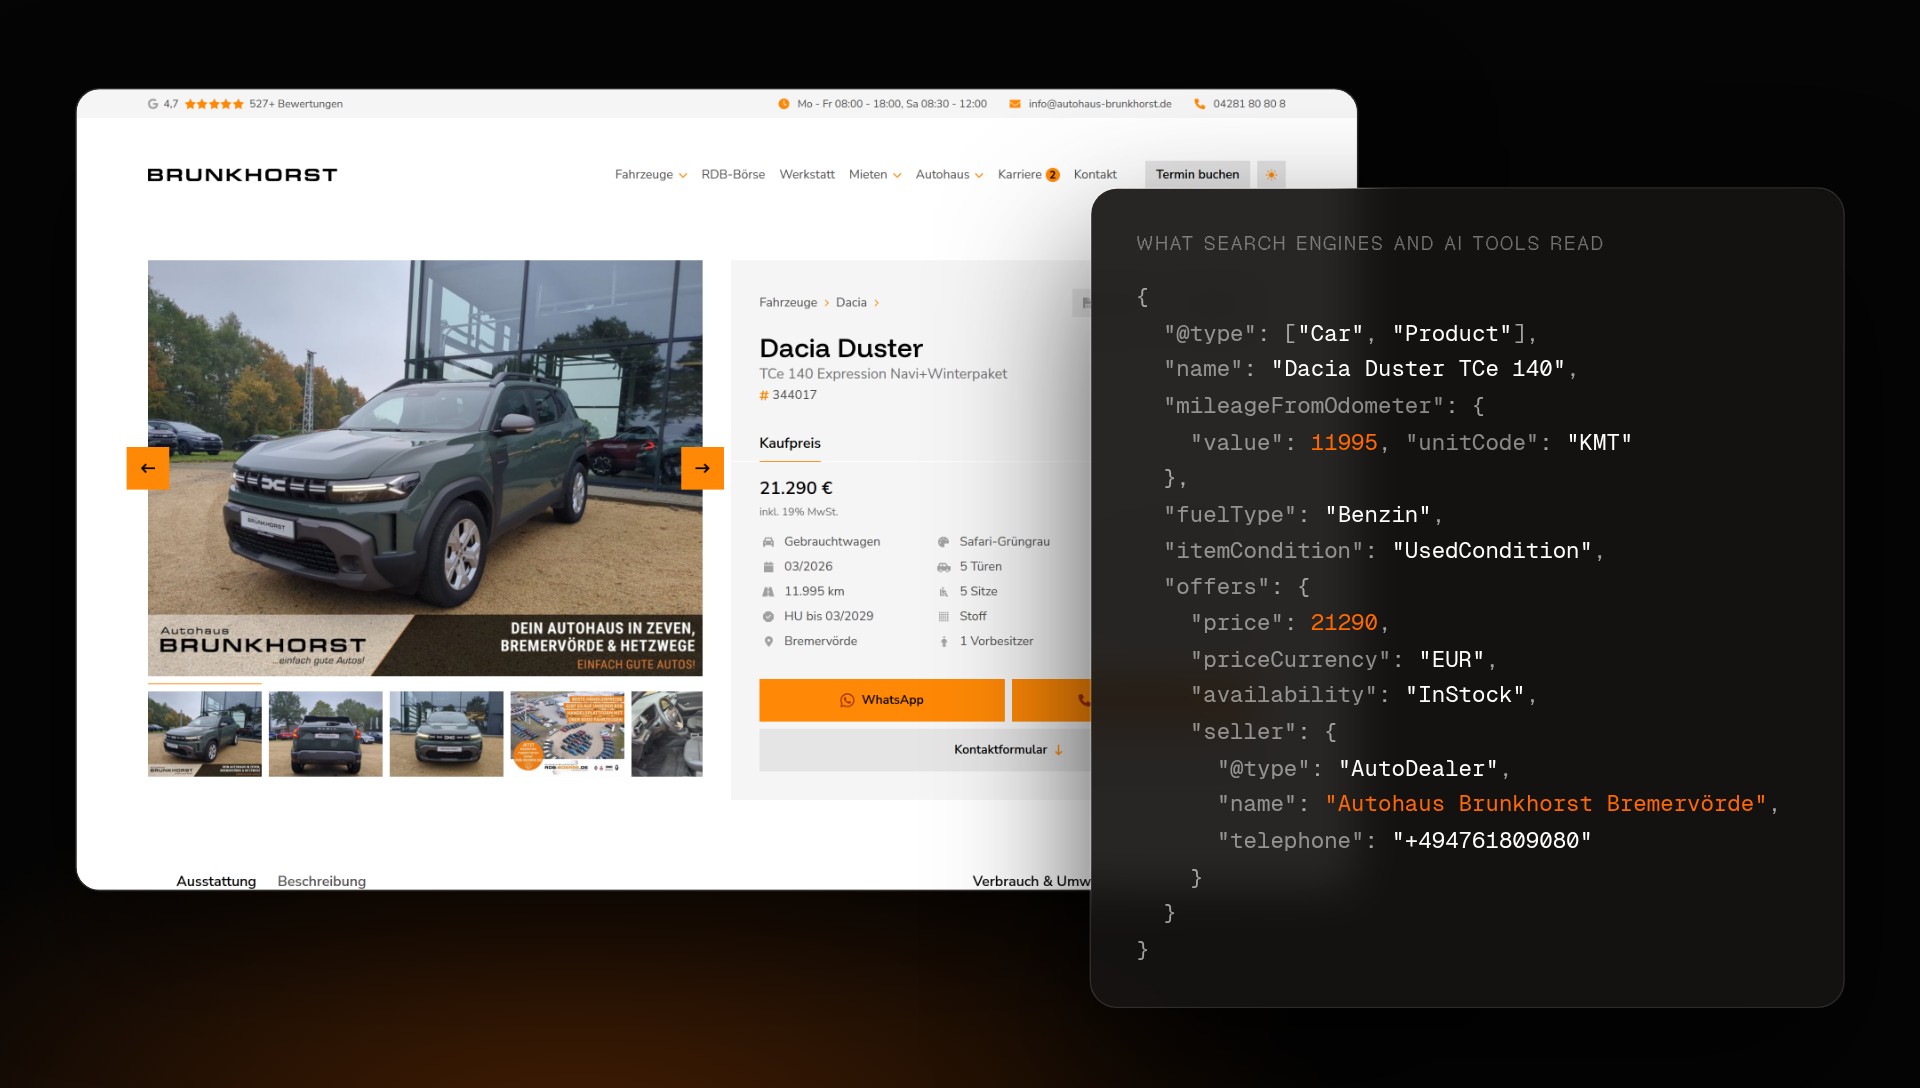 4,7 527+ Bewertungen
Mo - Fr 08:00 - 18:00, Sa 08:30 - 12:00
info@autohaus-brunkhorst.de
04281 80 80 8
BRUNKHORST
Fahrzeuge RDB-Börse Werkstatt Mieten Autohaus Karriere 2 Kontakt
Termin buchen
Autohaus
BRUNKHORST
...einfach gute Autos!
DEIN AUTOHAUS IN ZEVEN,
BREMERVÖRDE & HETZWEGE
EINFACH GUTE AUTOS!
Fahrzeuge > Dacia >
Dacia Duster
TCe 140 Expression Navi+Winterpaket
# 344017
Kaufpreis
21.290 €
inkl. 19% MwSt.
Gebrauchtwagen
Safari-Grüngrau
03/2026
5 Türen
11.995 km
5 Sitze
HU bis 03/2029
Stoff
Bremervörde
1 Vorbesitzer
WhatsApp
Kontaktformular ↓
Ausstattung Beschreibung
Verbrauch & Umw
WHAT SEARCH ENGINES AND AI TOOLS READ
{
"@type": ["Car", "Product"],
"name": "Dacia Duster TCe 140",
"mileageFromOdometer": {
"value": 11995, "unitCode": "KMT"
},
"fuelType": "Benzin",
"itemCondition": "UsedCondition",
"offers": {
"price": 21290,
"priceCurrency": "EUR",
"availability": "InStock",
"seller": {
"@type": "AutoDealer",
"name": "Autohaus Brunkhorst Bremervörde",
"telephone": "+494761809080"
}
}
}